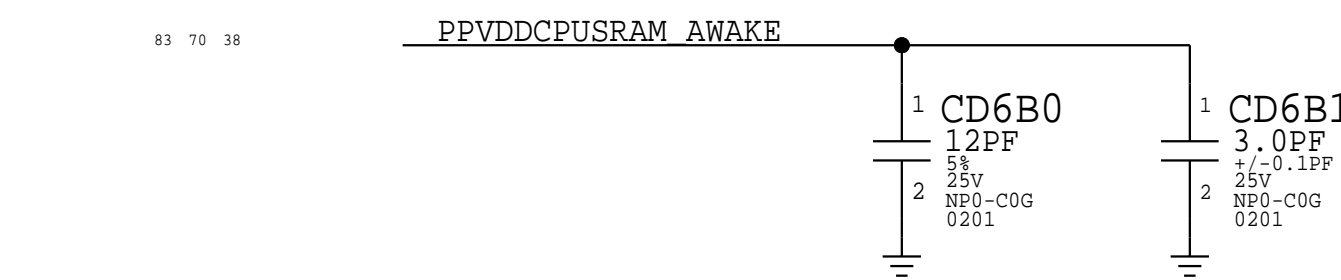 83 70 38
PPVDDCPUSRAM_AWAKE
1
CD6B0
12PF
5%
25V
2
NP0-C0G
0201
1
CD6B1
3.0PF
+/-0.1PF
25V
2
NP0-C0G
0201